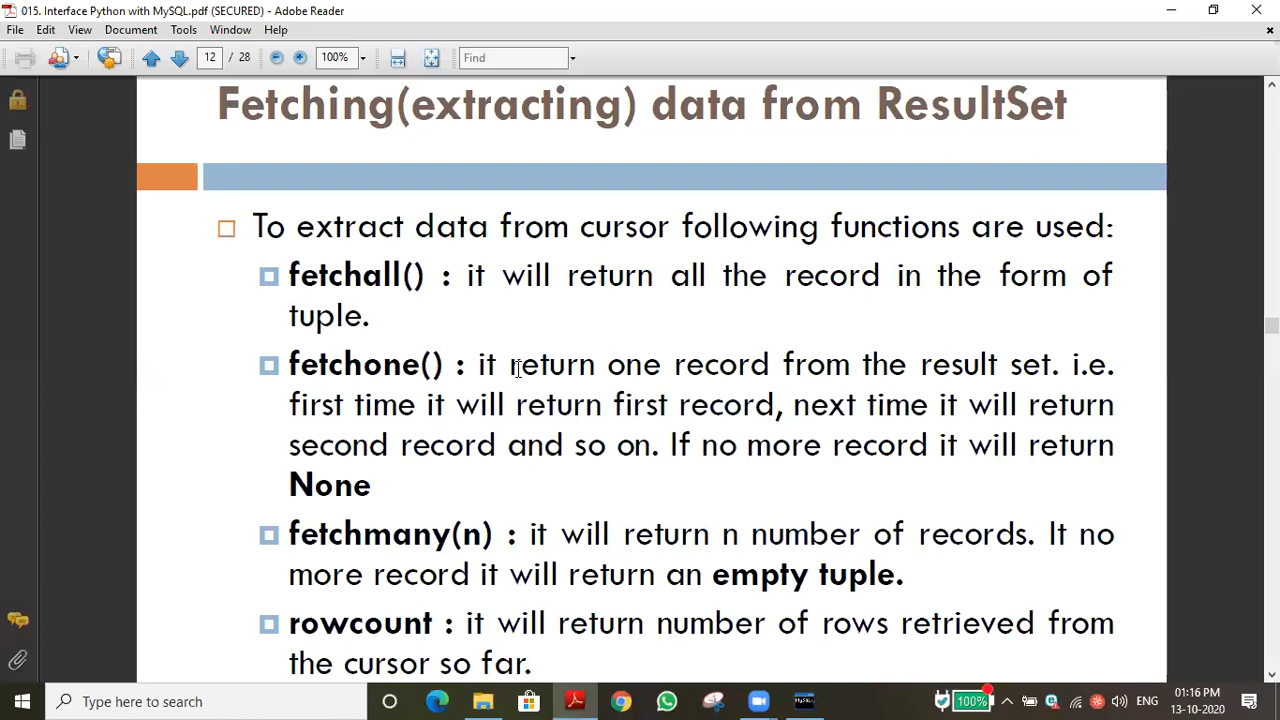 015. Interface Python with MySQL.pdf (SECURED) - Adobe Reader
File Edit View Document Tools Window Help
12 / 28 100% Find
Fetching(extracting) data from ResultSet
To extract data from cursor following functions are used:
fetchall() : it will return all the record in the form of
tuple.
fetchone() : it return one record from the result set. i.e.
first time it will return first record, next time it will return
second record and so on. If no more record it will return
None
fetchmany(n) : it will return n number of records. It no
more record it will return an empty tuple.
rowcount : it will return number of rows retrieved from
the cursor so far.
Type here to search
100%
ENG
01:16 PM
13-10-2020